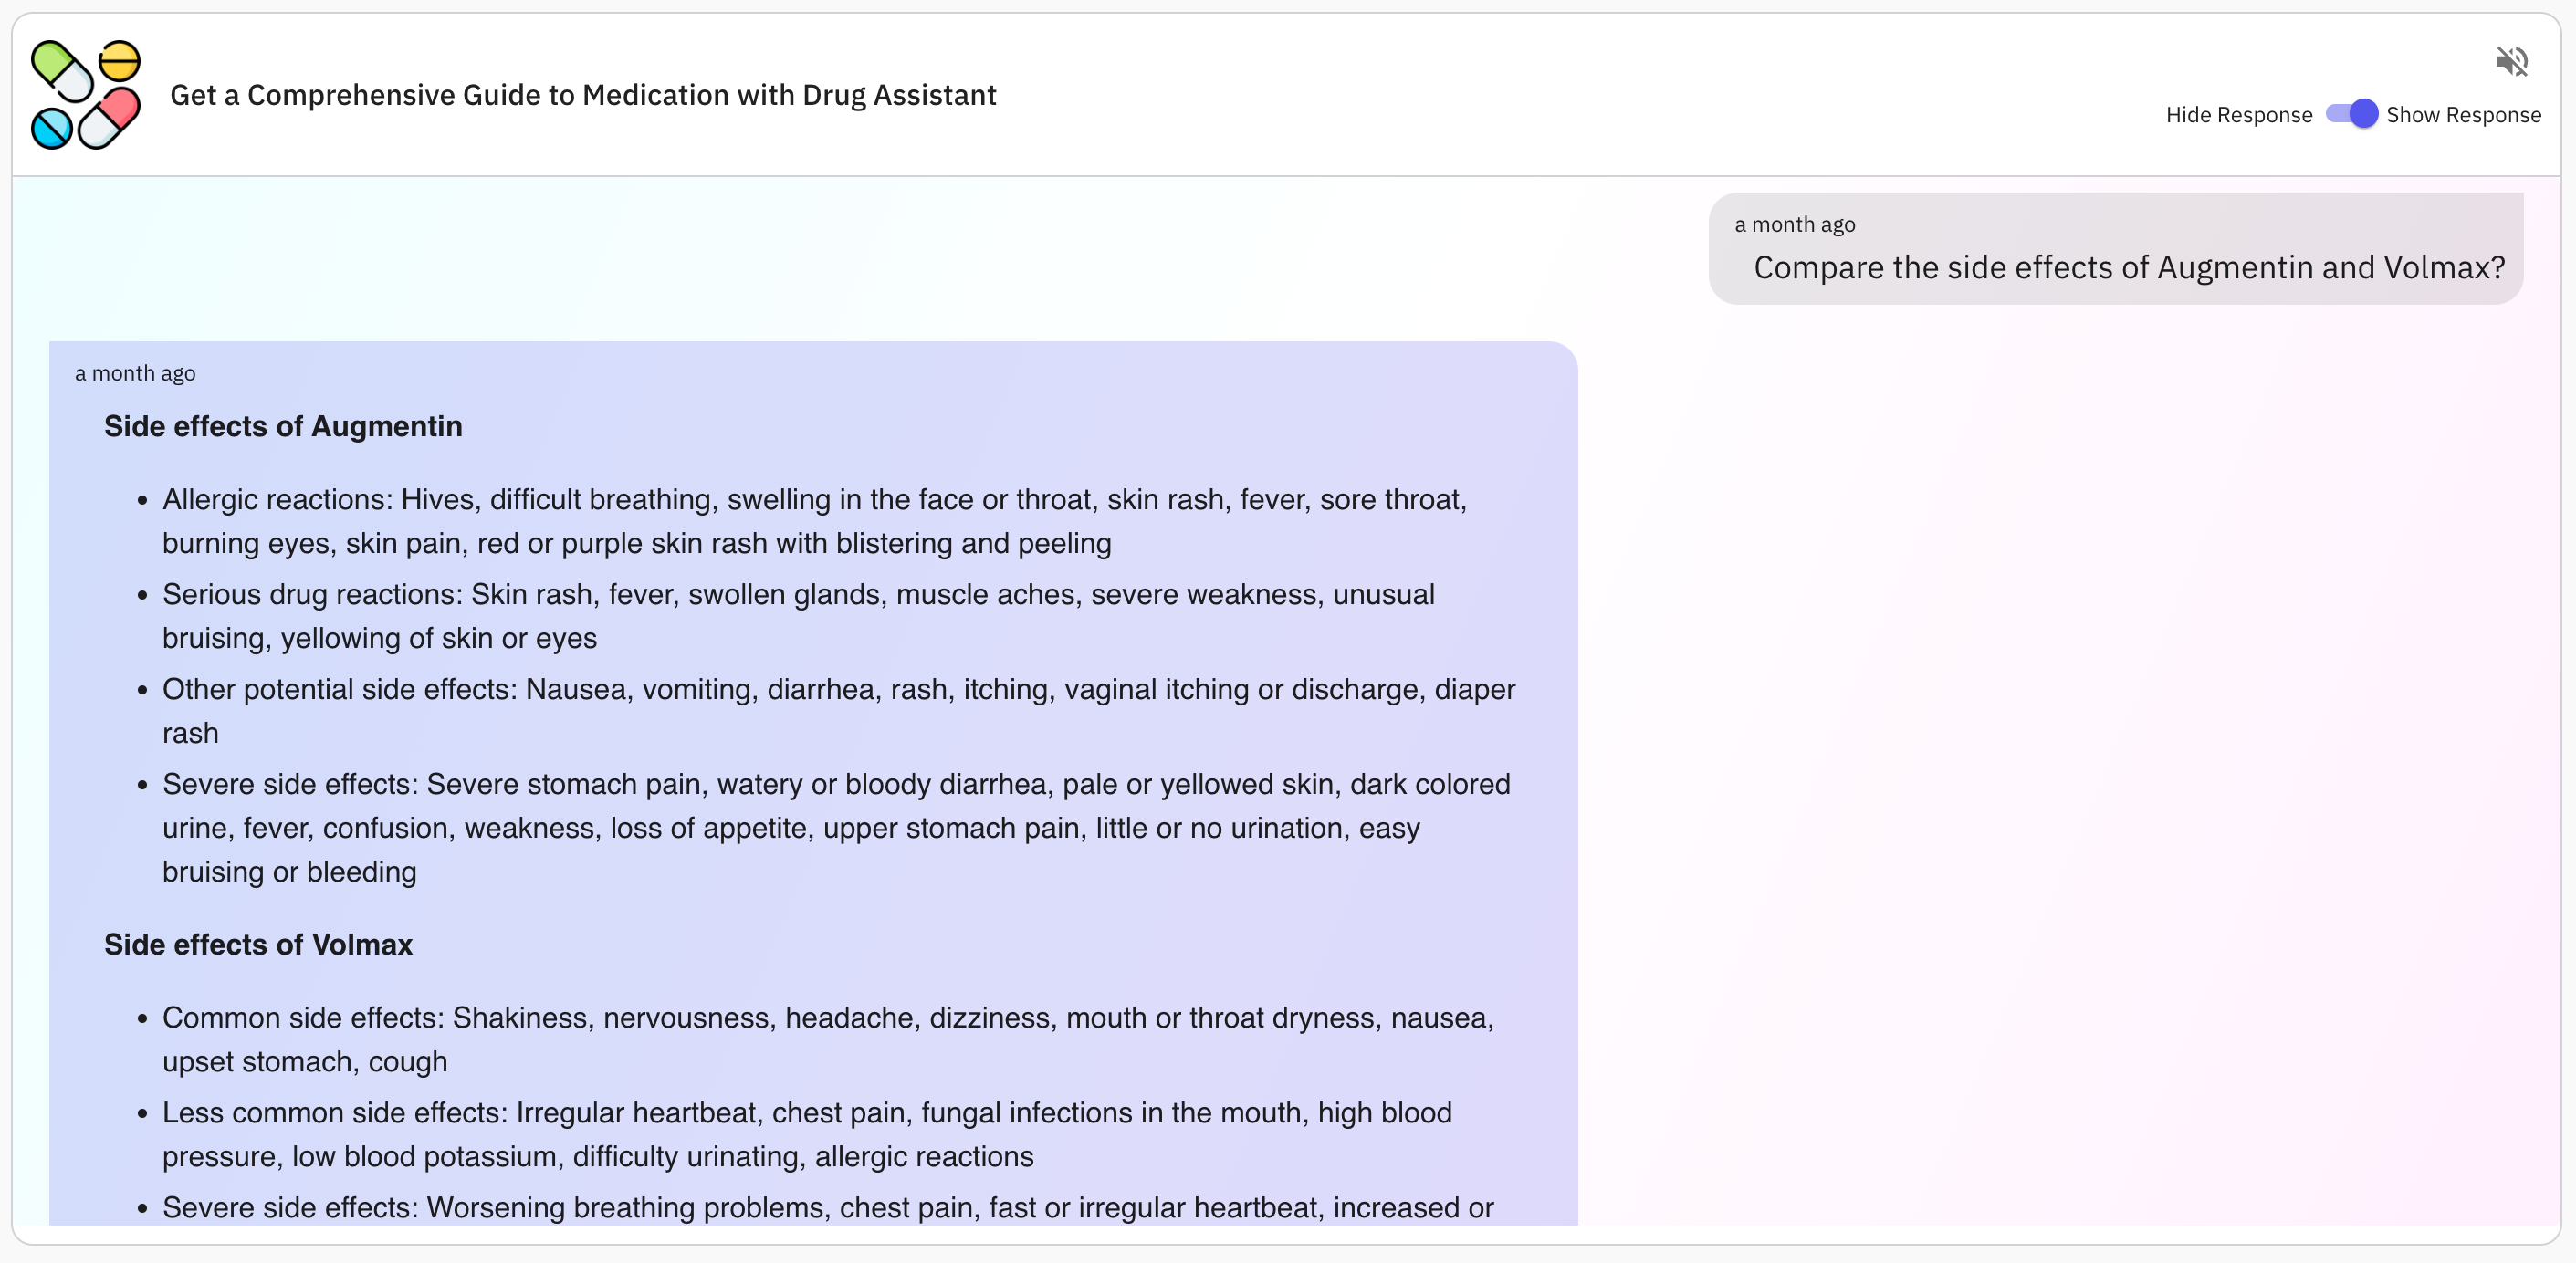 Get a Comprehensive Guide to Medication with Drug Assistant
Hide Response Show Response
a month ago
Compare the side effects of Augmentin and Volmax?
a month ago
Side effects of Augmentin
• Allergic reactions: Hives, difficult breathing, swelling in the face or throat, skin rash, fever, sore throat,
burning eyes, skin pain, red or purple skin rash with blistering and peeling
• Serious drug reactions: Skin rash, fever, swollen glands, muscle aches, severe weakness, unusual
bruising, yellowing of skin or eyes
• Other potential side effects: Nausea, vomiting, diarrhea, rash, itching, vaginal itching or discharge, diaper
rash
• Severe side effects: Severe stomach pain, watery or bloody diarrhea, pale or yellowed skin, dark colored
urine, fever, confusion, weakness, loss of appetite, upper stomach pain, little or no urination, easy
bruising or bleeding
Side effects of Volmax
• Common side effects: Shakiness, nervousness, headache, dizziness, mouth or throat dryness, nausea,
upset stomach, cough
• Less common side effects: Irregular heartbeat, chest pain, fungal infections in the mouth, high blood
pressure, low blood potassium, difficulty urinating, allergic reactions
• Severe side effects: Worsening breathing problems, chest pain, fast or irregular heartbeat, increased or